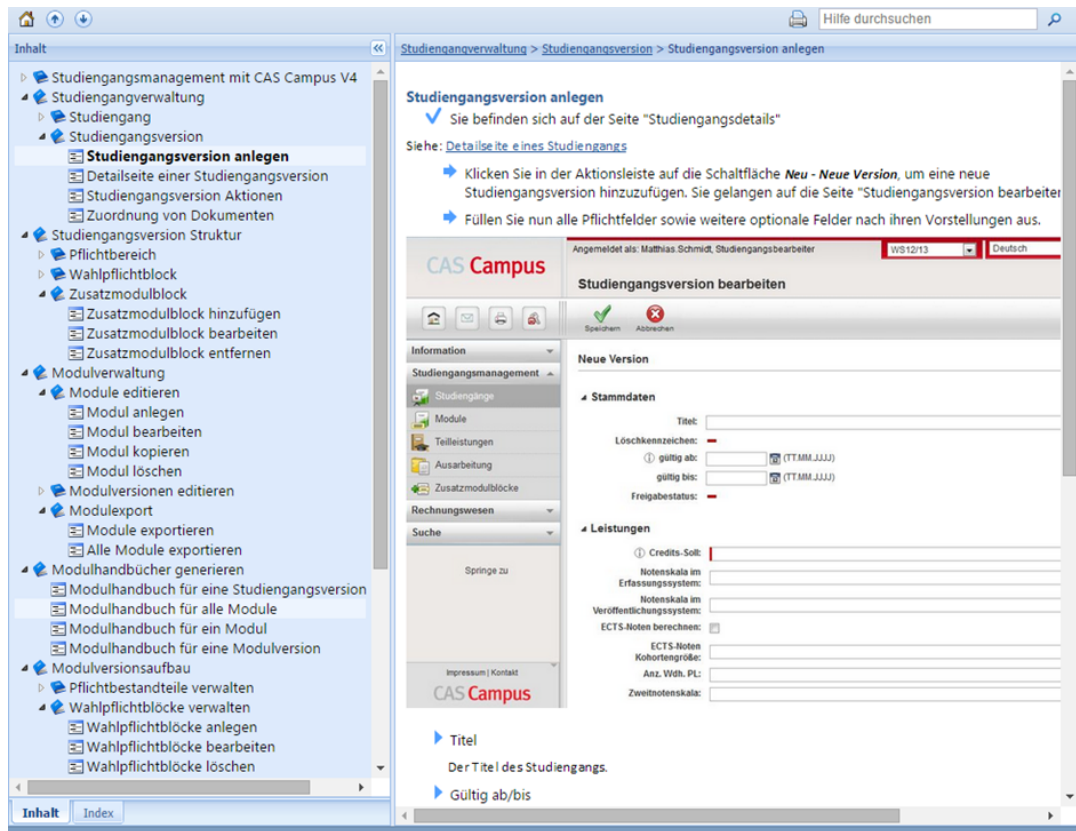 Hilfe durchsuchen
Inhalt
Studiengangsmanagement mit CAS Campus V4
Studiengangverwaltung
Studiengang
Studiengangsversion
Studiengangsversion anlegen
Detailseite einer Studiengangsversion
Studiengangsversion Aktionen
Zuordnung von Dokumenten
Studiengangsversion Struktur
Pflichtbereich
Wahlpflichtblock
Zusatzmodulblock
Zusatzmodulblock hinzufügen
Zusatzmodulblock bearbeiten
Zusatzmodulblock entfernen
Modulverwaltung
Module editieren
Modul anlegen
Modul bearbeiten
Modul kopieren
Modul löschen
Modulversionen editieren
Modulexport
Module exportieren
Alle Module exportieren
Modulhandbücher generieren
Modulhandbuch für eine Studiengangsversion
Modulhandbuch für alle Module
Modulhandbuch für ein Modul
Modulhandbuch für eine Modulversion
Modulversionsaufbau
Pflichtbestandteile verwalten
Wahlpflichtblöcke verwalten
Wahlpflichtblöcke anlegen
Wahlpflichtblöcke bearbeiten
Wahlpflichtblöcke löschen
Inhalt Index
Studiengangverwaltung > Studiengangsversion > Studiengangsversion anlegen
Studiengangsversion anlegen
Sie befinden sich auf der Seite "Studiengangsdetails"
Siehe: Detailseite eines Studiengangs
Klicken Sie in der Aktionsleiste auf die Schaltfläche Neu - Neue Version, um eine neue
Studiengangsversion hinzuzufügen. Sie gelangen auf die Seite "Studiengangsversion bearbeiten
Füllen Sie nun alle Pflichtfelder sowie weitere optionale Felder nach ihren Vorstellungen aus.
CAS Campus
Angemeldet als: Matthias.Schmidt, Studiengangsbearbeiter
WS12/13
Deutsch
Studiengangsversion bearbeiten
Speichern Abbrechen
Information
Studiengangsmanagement
Studiengänge
Module
Teilleistungen
Ausarbeitung
Zusatzmodulblöcke
Rechnungswesen
Suche
Springe zu
Impressum | Kontakt
CAS Campus
Neue Version
Stammdaten
Titel:
Löschkennzeichen:
gültig ab: (TT.MM.JJJJ)
gültig bis: (TT.MM.JJJJ)
Freigabestatus:
Leistungen
Credits-Soll:
Notenskala im
Erfassungssystem:
Notenskala im
Veröffentlichungssystem:
ECTS-Noten berechnen:
ECTS-Noten
Kohortengröße:
Anz. Wdh. PL:
Zweitnotenskala:
Titel
Der Titel des Studiengangs.
Gültig ab/bis